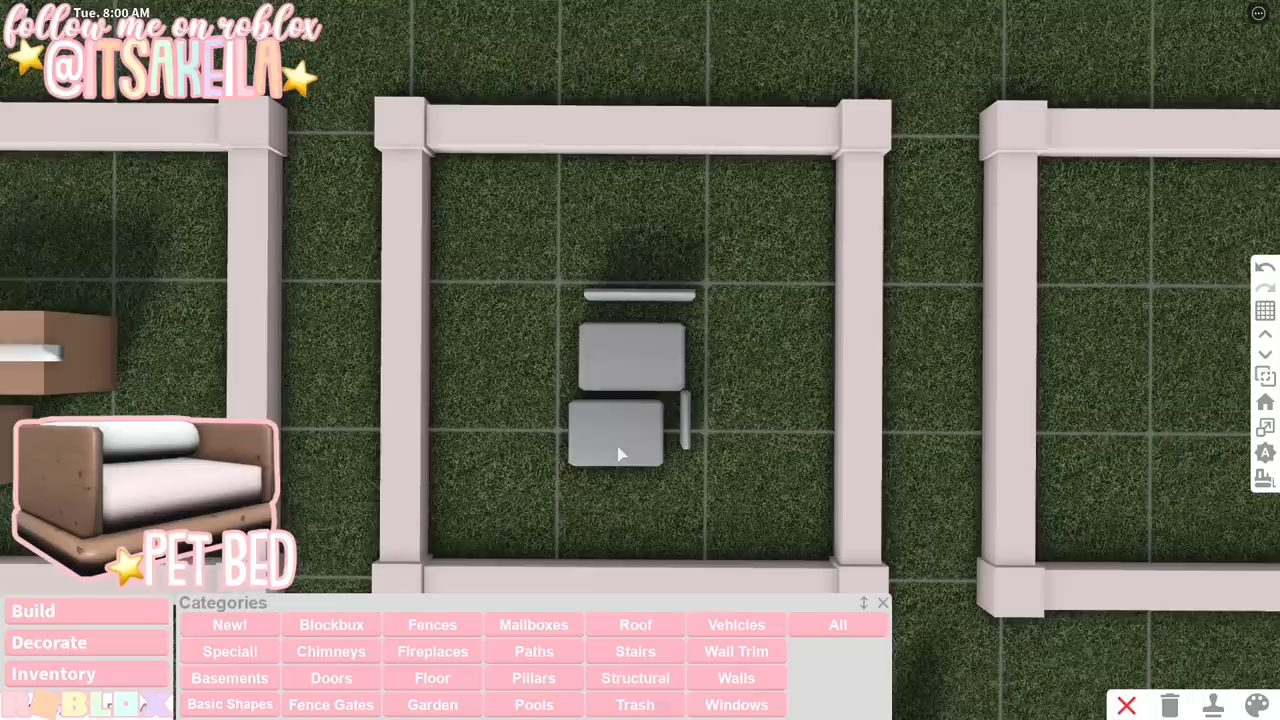 Tue, 8:00 AM
follow me on roblox
@ITSAKEILA
PET BED
Build
Decorate
Inventory
ROBLOX
Categories
New! Blockbux Fences Mailboxes Roof Vehicles All
Special! Chimneys Fireplaces Paths Stairs Wall Trim
Basements Doors Floor Pillars Structural Walls
Basic Shapes Fence Gates Garden Pools Trash Windows
A